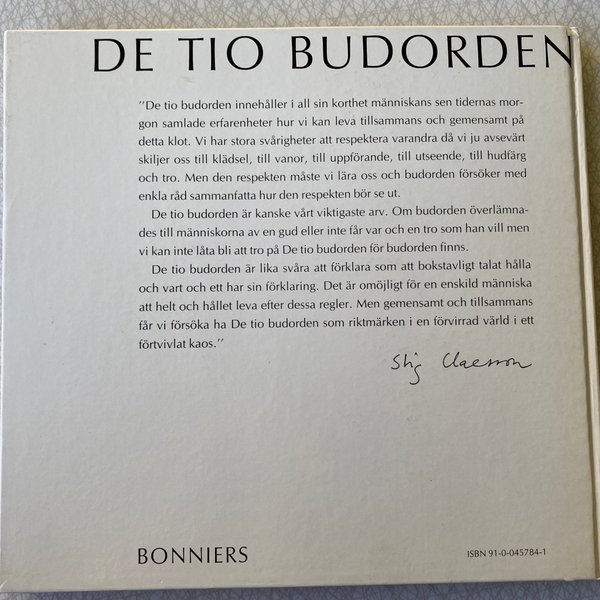 DE TIO BUDORDEN
"De tio budorden innehåller i all sin korthet människans sen tidernas mor-
gon samlade erfarenheter hur vi kan leva tillsammans och gemensamt på
detta klot. Vi har stora svårigheter att respektera varandra då vi ju avsevärt
skiljer oss till klädsel, till vanor, till uppförande, till utseende, till hudfärg
och tro. Men den respekten måste vi lära oss och budorden försöker med
enkla råd sammanfatta hur den respekten bör se ut.
De tio budorden är kanske vårt viktigaste arv. Om budorden överlämna-
des till människorna av en gud eller inte får var och en tro som han vill men
vi kan inte låta bli att tro på De tio budorden för budorden finns.
De tio budorden är lika svåra att förklara som att bokstavligt talat hålla
och vart och ett har sin förklaring. Det är omöjligt för en enskild människa
att helt och hållet leva efter dessa regler. Men gemensamt och tillsammans
får vi försöka ha De tio budorden som riktmärken i en förvirrad värld i ett
förtvivlat kaos."
Stig Claesson
BONNIERS
ISBN 91-0-045784-1